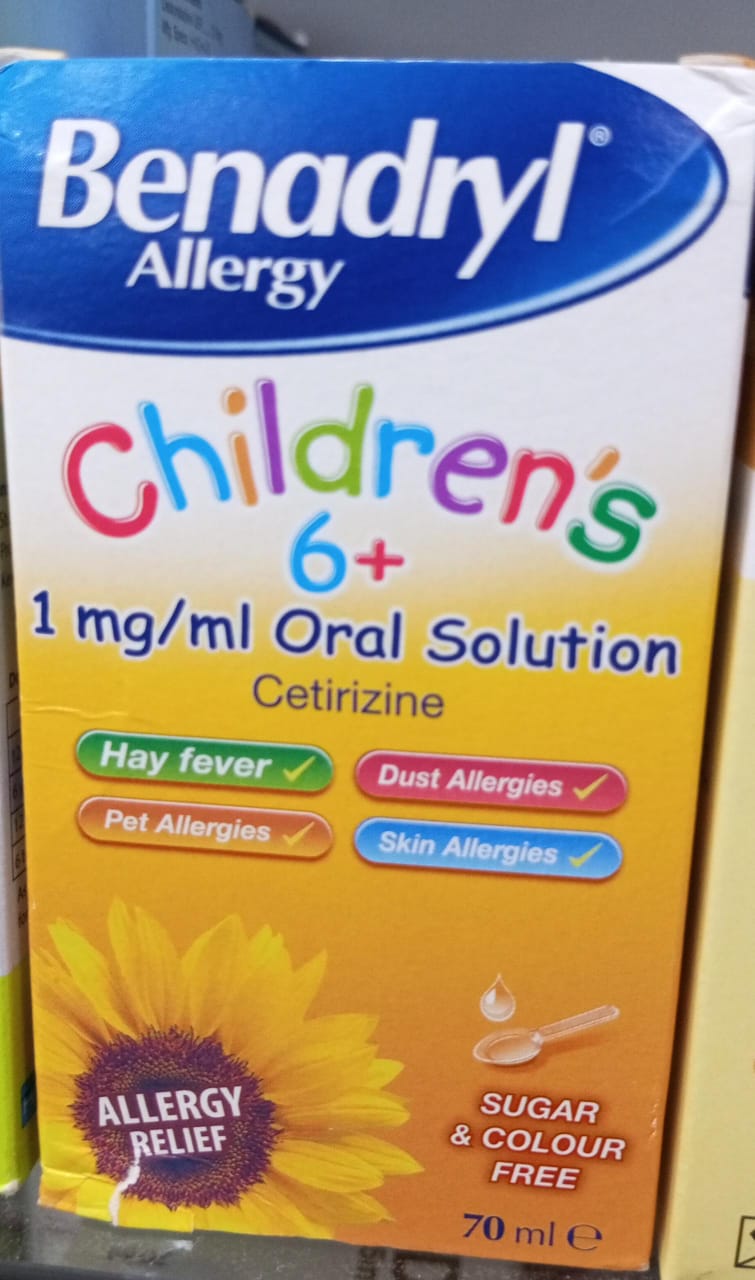 Benadryl®
Allergy
Children's
6+
1 mg/ml Oral Solution
Cetirizine
Hay fever
Dust Allergies
Pet Allergies
Skin Allergies
ALLERGY
RELIEF
SUGAR
& COLOUR
FREE
70 ml ℮